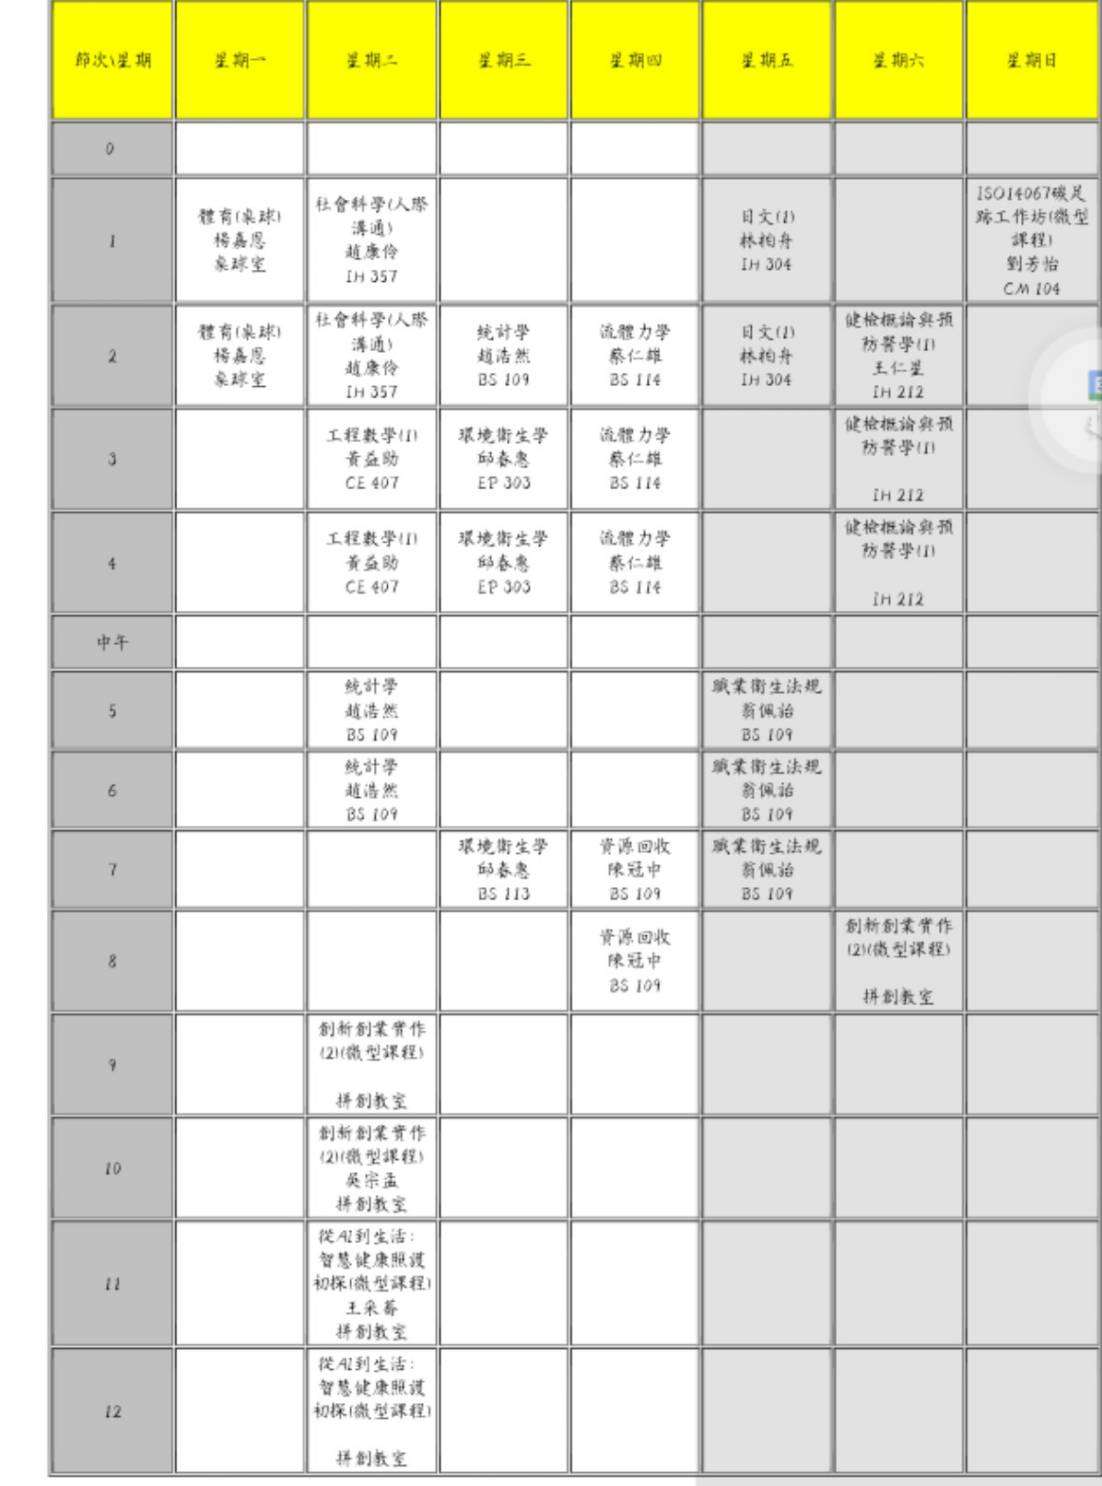 節次\星期 星期一 星期二 星期三 星期四 星期五 星期六 星期日
0
1
體育(桌球)
楊嘉恩
桌球室
社會科學(人際
溝通)
趙康伶
IH 357
日文(1)
林柏舟
IH 304
ISO14067碳足
跡工作坊(微型
課程)
劉芳怡
CM 104
2
體育(桌球)
楊嘉恩
桌球室
社會科學(人際
溝通)
趙康伶
IH 357
統計學
趙浩然
BS 109
流體力學
蔡仁雄
BS 114
日文(1)
林柏舟
IH 304
健檢概論與預
防醫學(1)
王仁星
IH 212
3
工程數學(1)
黃益助
CE 407
環境衛生學
邱春惠
EP 303
流體力學
蔡仁雄
BS 114
健檢概論與預
防醫學(1)
IH 212
4
工程數學(1)
黃益助
CE 407
環境衛生學
邱春惠
EP 303
流體力學
蔡仁雄
BS 114
健檢概論與預
防醫學(1)
IH 212
中午
5
統計學
趙浩然
BS 109
職業衛生法規
翁佩詒
BS 109
6
統計學
趙浩然
BS 109
職業衛生法規
翁佩詒
BS 109
7
環境衛生學
邱春惠
BS 113
資源回收
陳冠中
BS 109
職業衛生法規
翁佩詒
BS 109
8
資源回收
陳冠中
BS 109
創新創業實作
(2)(微型課程)
拼創教室
9
創新創業實作
(2)(微型課程)
拼創教室
10
創新創業實作
(2)(微型課程)
吳宗孟
拼創教室
11
從AI到生活:
智慧健康照護
初探(微型課程)
王采蕎
拼創教室
12
從AI到生活:
智慧健康照護
初探(微型課程)
拼創教室